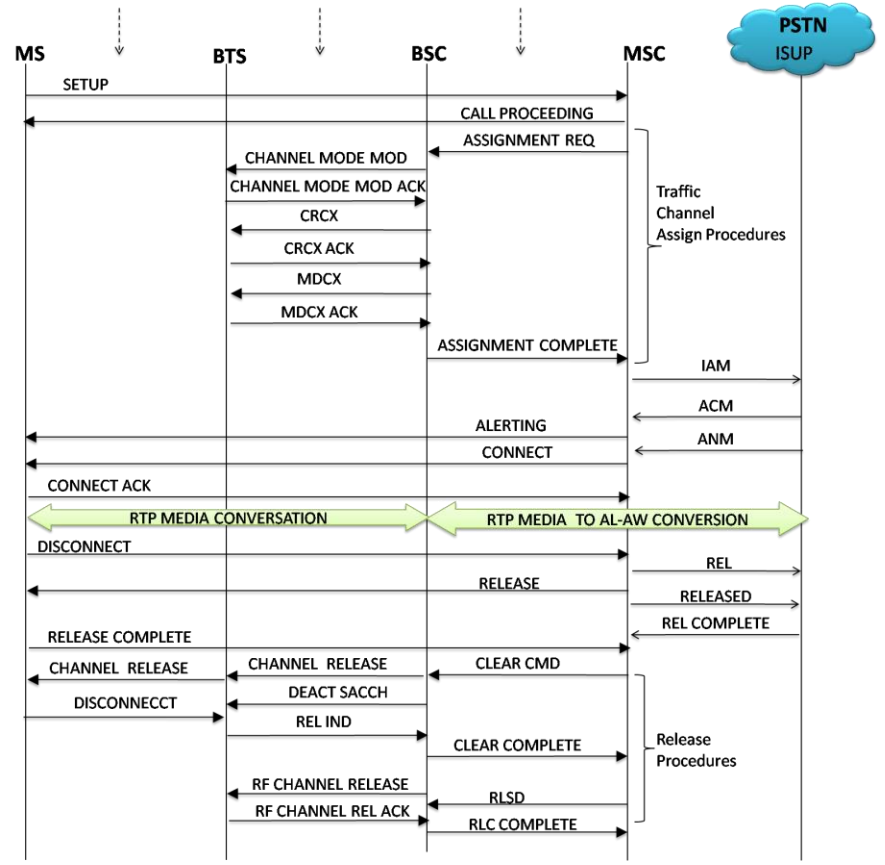 PSTN
ISUP
MS
BTS
BSC
MSC
SETUP
CALL PROCEEDING
ASSIGNMENT REQ
CHANNEL MODE MOD
CHANNEL MODE MOD ACK
Traffic
Channel
Assign Procedures
CRCX
CRCX ACK
MDCX
MDCX ACK
ASSIGNMENT COMPLETE
IAM
ACM
ALERTING
ANM
CONNECT
CONNECT ACK
RTP MEDIA CONVERSATION
RTP MEDIA TO AL-AW CONVERSION
DISCONNECT
REL
RELEASE
RELEASED
REL COMPLETE
RELEASE COMPLETE
CHANNEL RELEASE
CHANNEL RELEASE
CLEAR CMD
DEACT SACCH
DISCONNECCT
REL IND
CLEAR COMPLETE
Release
Procedures
RF CHANNEL RELEASE
RLSD
RF CHANNEL REL ACK
RLC COMPLETE